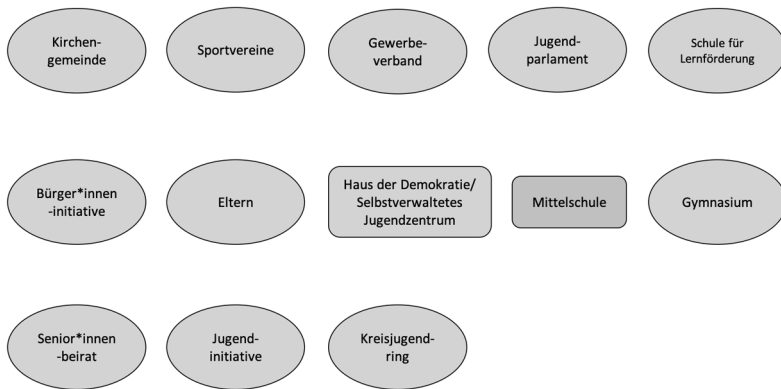 Kirchen-
gemeinde
Sportvereine
Gewerbe-
verband
Jugend-
parlament
Schule für
Lernförderung
Bürger*innen
-initiative
Eltern
Haus der Demokratie/
Selbstverwaltetes
Jugendzentrum
Mittelschule
Gymnasium
Senior*innen
-beirat
Jugend-
initiative
Kreisjugend-
ring